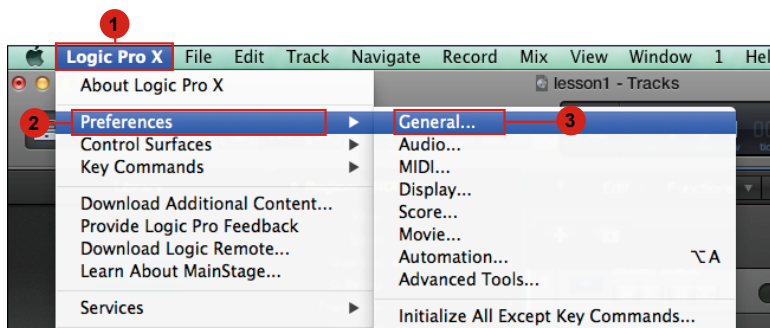 1
Logic Pro X File Edit Track Navigate Record Mix View Window 1 Hel
About Logic Pro X
lesson1 - Tracks
2
Preferences
General...
3
Control Surfaces
Audio...
Key Commands
MIDI...
Display...
Download Additional Content...
Score...
Provide Logic Pro Feedback
Movie...
Download Logic Remote...
Automation... ⌥A
Learn About MainStage...
Advanced Tools...
Services
Initialize All Except Key Commands...